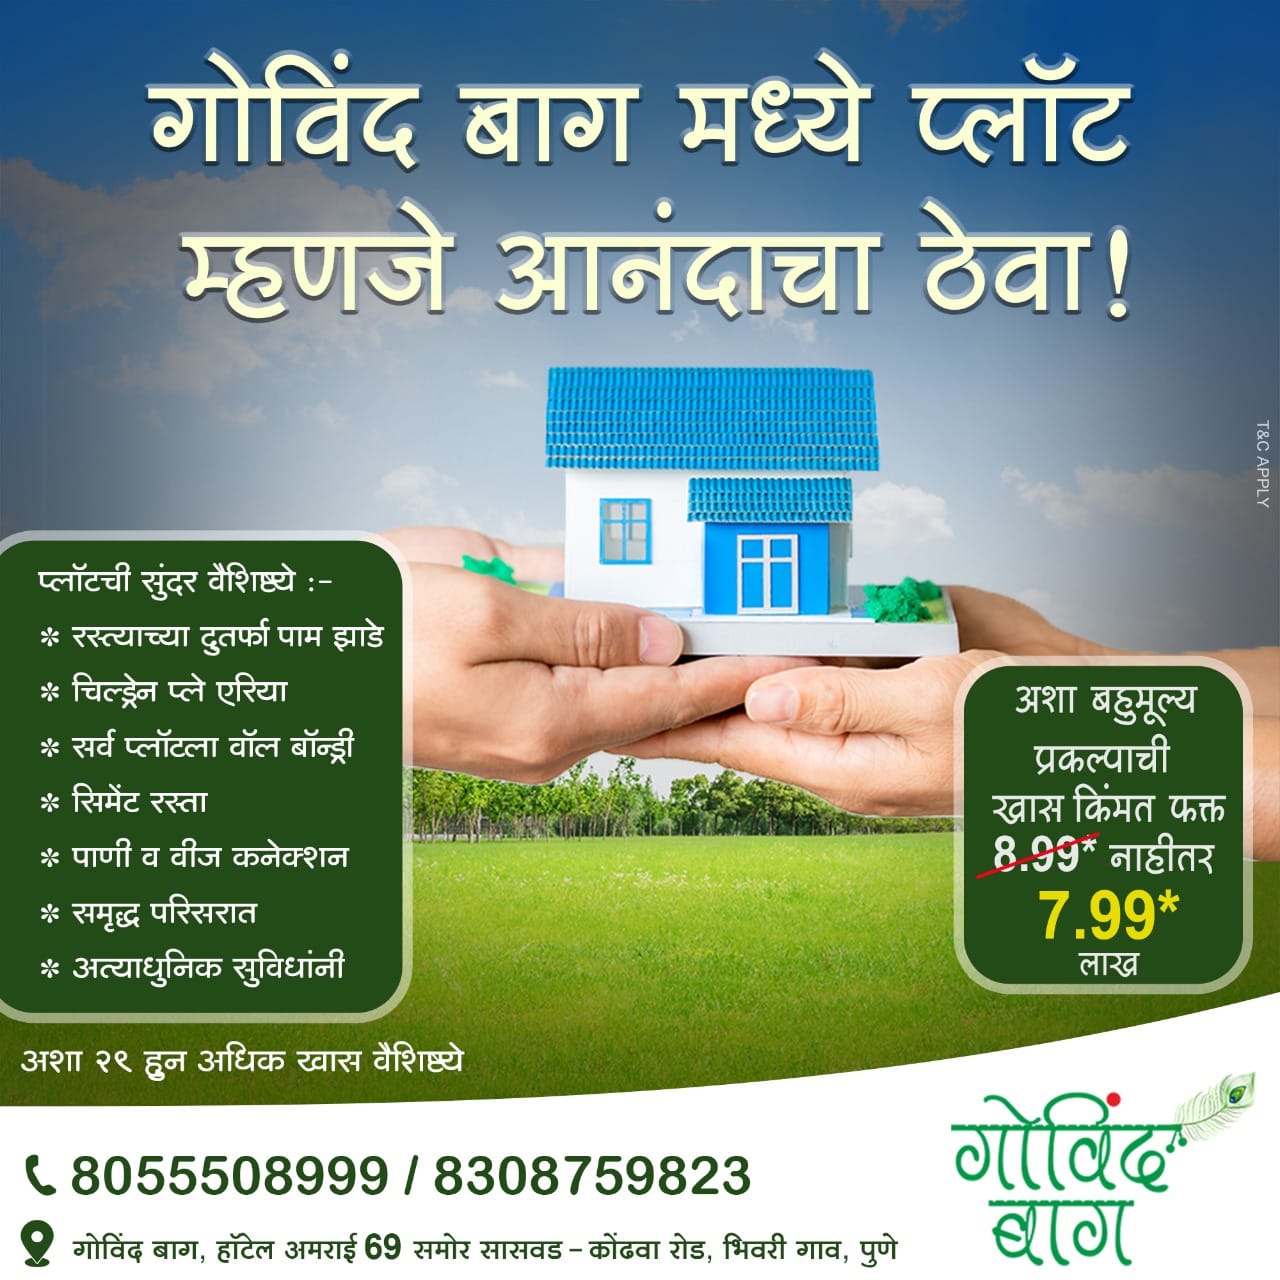 गोविंद बाग मध्ये प्लॉट
म्हणजे आनंदाचा ठेवा!
T&C APPLY
प्लॉटची सुंदर वैशिष्ट्ये :-
* रस्त्याच्या दुतर्फा पाम झाडे
* चिल्ड्रेन प्ले एरिया
* सर्व प्लॉटला वॉल बॉन्ड्री
* सिमेंट रस्ता
* पाणी व वीज कनेक्शन
* समृद्ध परिसरात
* अत्याधुनिक सुविधांनी
अशा २९ हुन अधिक खास वैशिष्ट्ये
अशा बहुमूल्य
प्रकल्पाची
खास किंमत फक्त
8.99* नाहीतर
7.99*
लाख
8055508999 / 8308759823
गोविंद बाग, हॉटेल अमराई 69 समोर सासवड – कोंढवा रोड, भिवरी गाव, पुणे
गोविंद
बाग